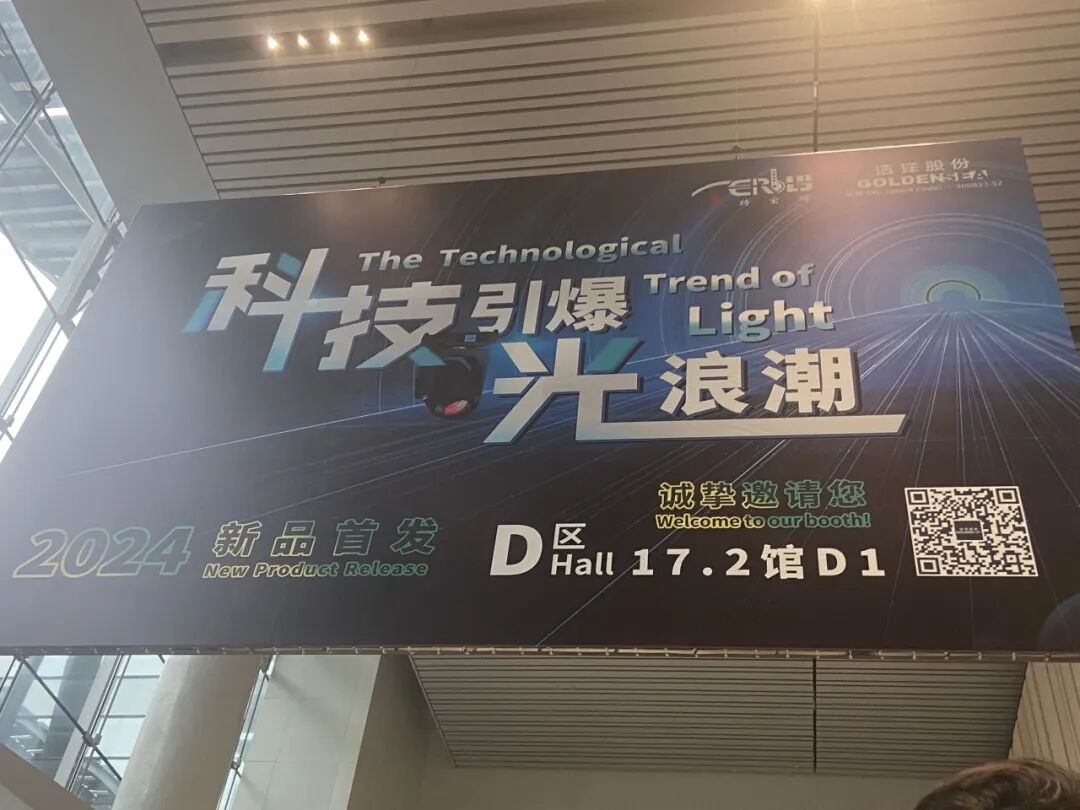 浩洋股份
GOLDENSEA
The Technological
科技引爆
Trend of
Light
光浪潮
2024 新品首发
New Product Release
诚挚邀请您
Welcome to our booth!
D区 Hall 17.2馆D1